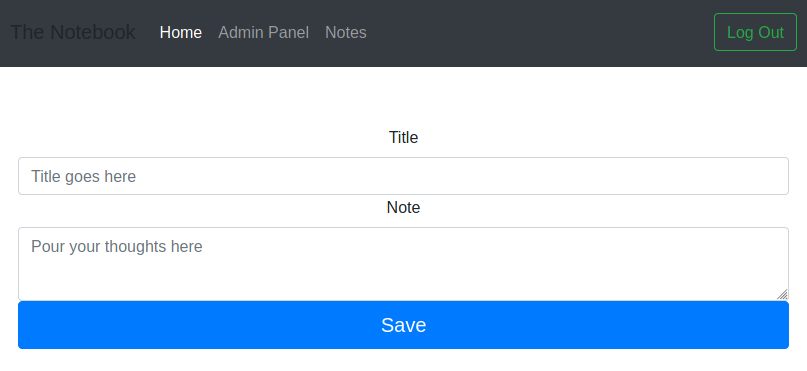 The Notebook Home Admin Panel Notes Log Out
Title
Title goes here
Note
Pour your thoughts here
Save